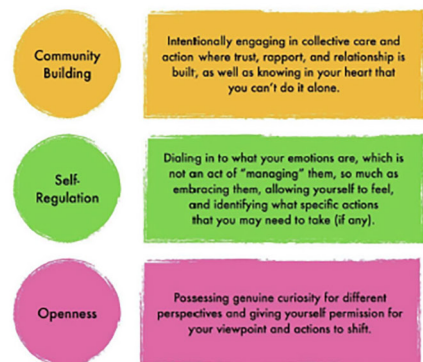 Community
Building
Intentionally engaging in collective care and
action where trust, rapport, and relationship is
built, as well as knowing in your heart that
you can't do it alone.
Self-
Regulation
Dialing in to what your emotions are, which is
not an act of "managing" them, so much as
embracing them, allowing yourself to feel,
and identifying what specific actions
that you may need to take (if any).
Openness
Possessing genuine curiosity for different
perspectives and giving yourself permission for
your viewpoint and actions to shift.